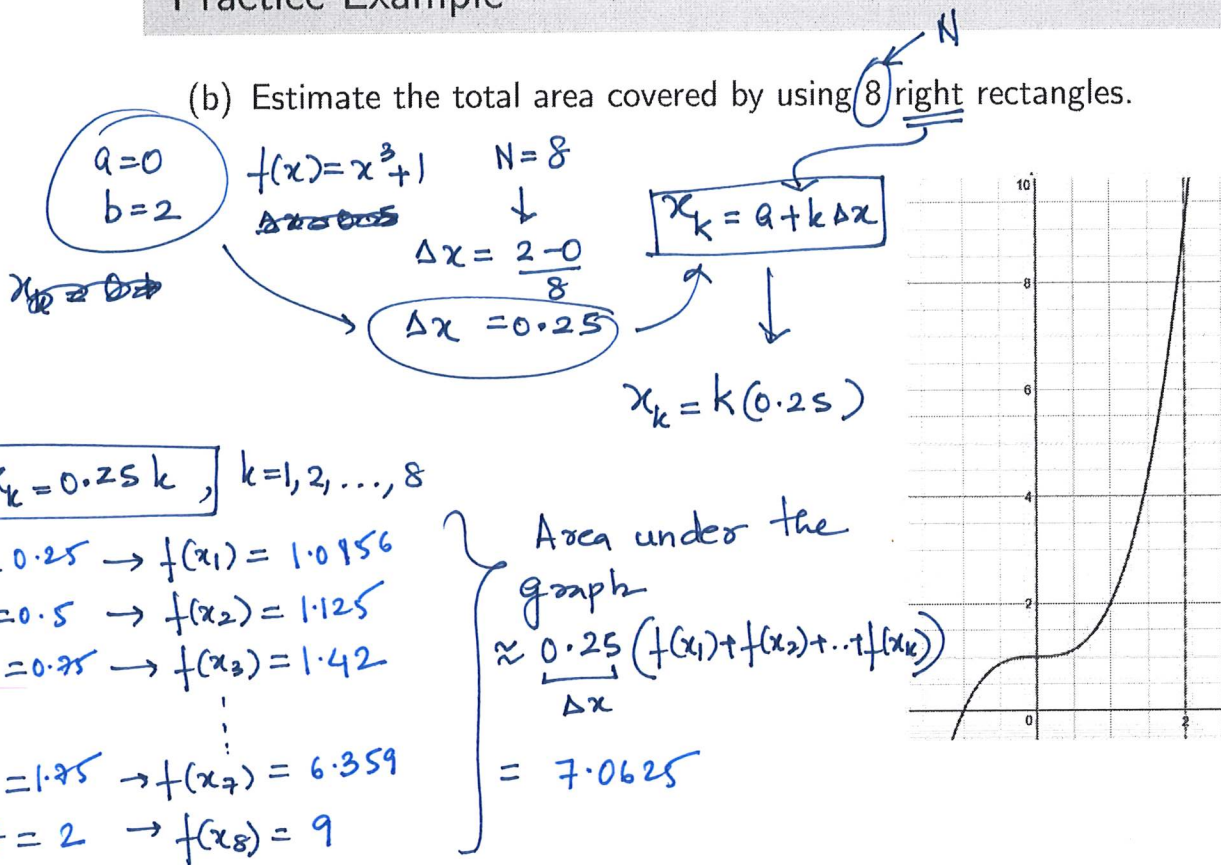 Practice Example
N
(b) Estimate the total area covered by using 8 right rectangles.
a=0
b=2
f(x)=x³+1
N=8
Δx = (2-0)/8
Δx = 0.25
x_k = a+kΔx
x_k = k(0.25)
x_k = 0.25k, k=1,2,...,8
0.25 → f(x₁) = 1.0156
=0.5 → f(x₂) = 1.125
=0.75 → f(x₃) = 1.42
=1.75 → f(x₇) = 6.359
= 2 → f(x₈) = 9
Area under the
graph
≈ 0.25 (f(x₁)+f(x₂)+..+f(x_k))
Δx
= 7.0625
10
8
6
4
2
0
2